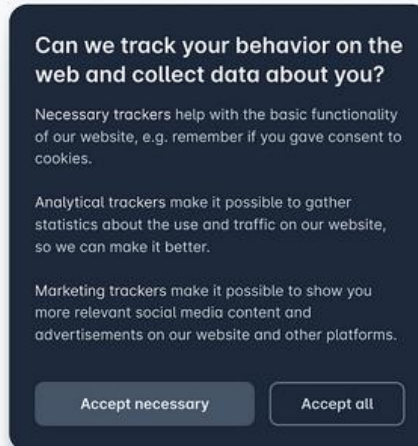 Can we track your behavior on the
web and collect data about you?
Necessary trackers help with the basic functionality
of our website, e.g. remember if you gave consent to
cookies.
Analytical trackers make it possible to gather
statistics about the use and traffic on our website,
so we can make it better.
Marketing trackers make it possible to show you
more relevant social media content and
advertisements on our website and other platforms.
Accept necessary
Accept all